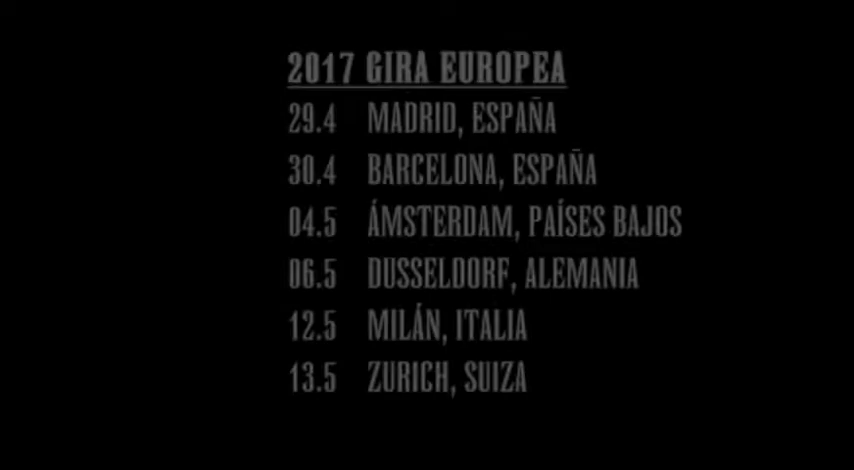 2017 GIRA EUROPEA
29.4 MADRID, ESPAÑA
30.4 BARCELONA, ESPAÑA
04.5 ÁMSTERDAM, PAÍSES BAJOS
06.5 DUSSELDORF, ALEMANIA
12.5 MILÁN, ITALIA
13.5 ZURICH, SUIZA